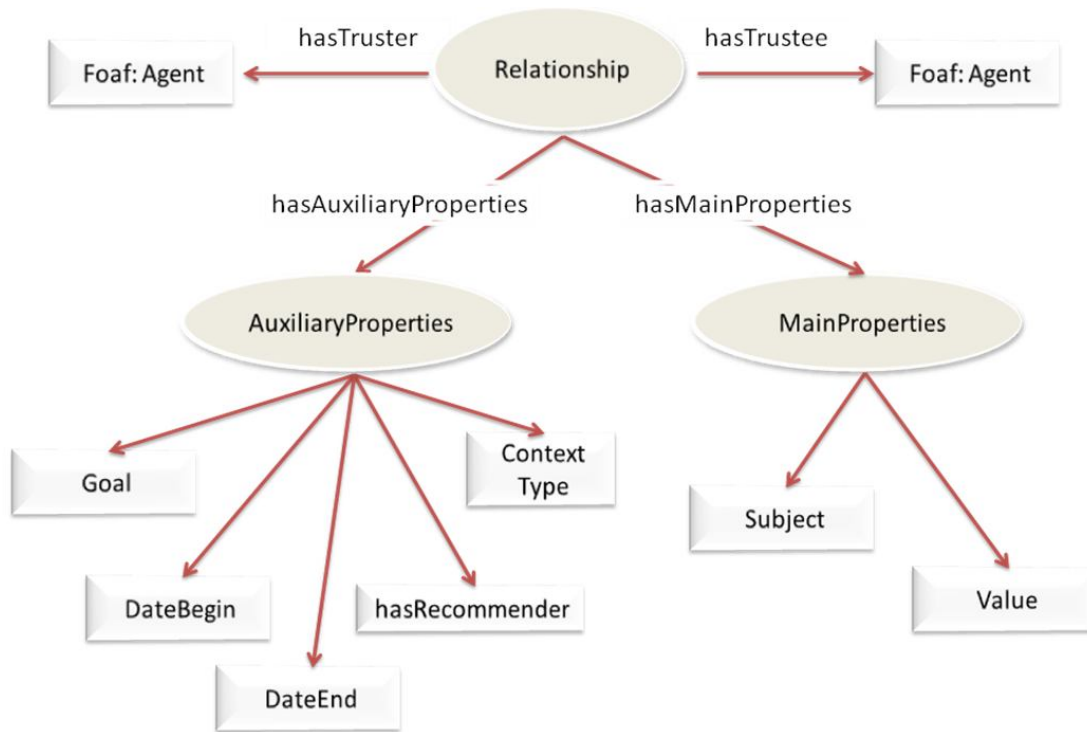 hasTruster
hasTrustee
Foaf: Agent
Relationship
Foaf: Agent
hasAuxiliaryProperties
hasMainProperties
AuxiliaryProperties
MainProperties
Goal
Context
Type
Subject
DateBegin
hasRecommender
Value
DateEnd